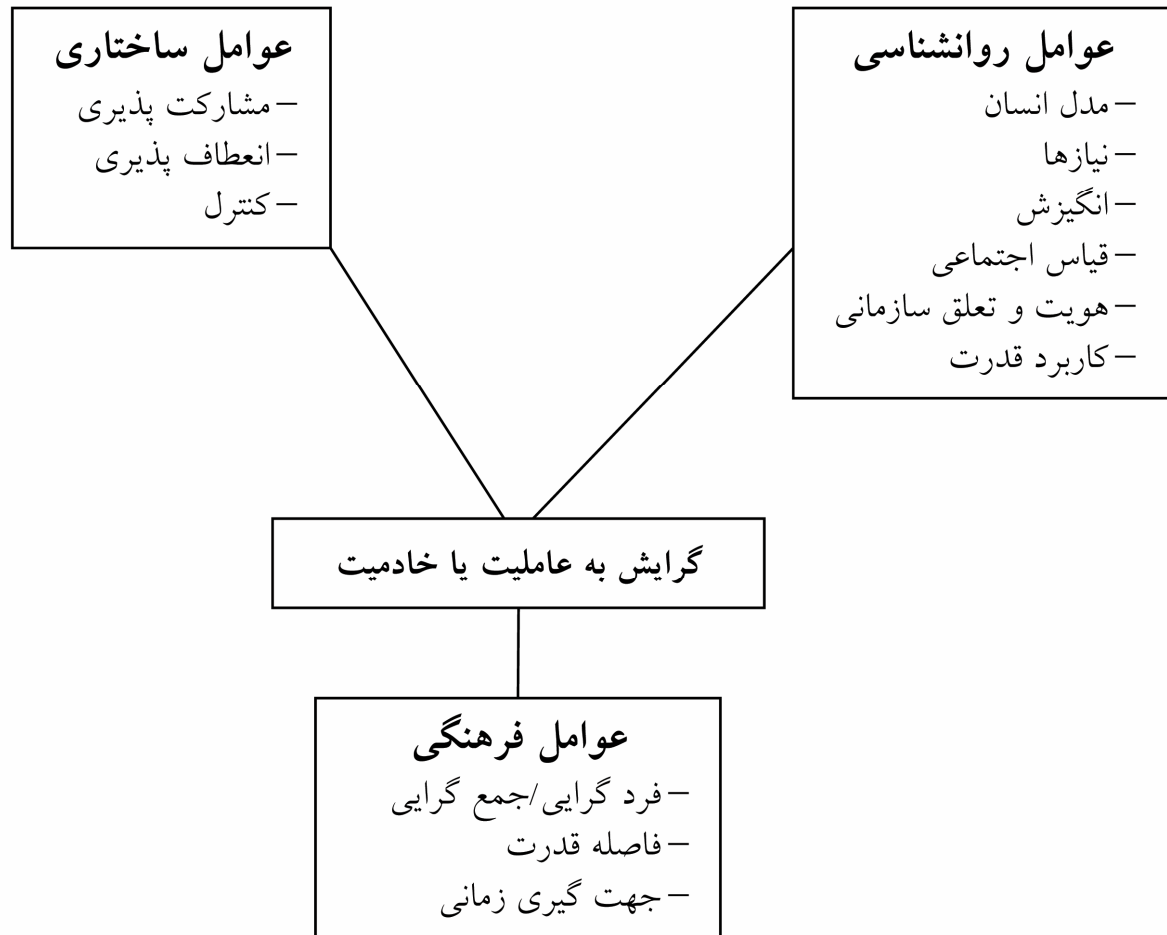 عوامل روانشناسی
– مدل انسان
– نیازها
– انگیزش
– قیاس اجتماعی
– هویت و تعلق سازمانی
– کاربرد قدرت
عوامل ساختاری
– مشارکت پذیری
– انعطاف پذیری
– کنترل
گرایش به عاملیت یا خادمیت
عوامل فرهنگی
– فرد گرایی/جمع گرایی
– فاصله قدرت
– جهت گیری زمانی